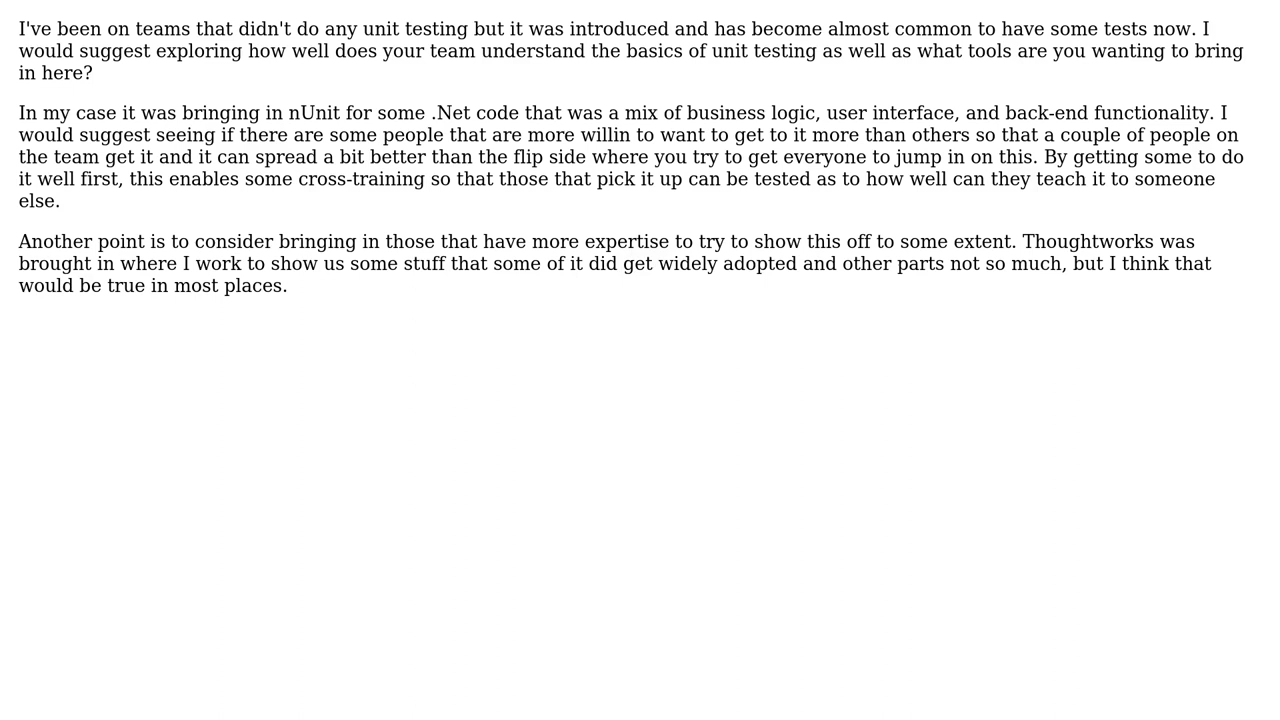 I've been on teams that didn't do any unit testing but it was introduced and has become almost common to have some tests now. I
would suggest exploring how well does your team understand the basics of unit testing as well as what tools are you wanting to bring
in here?
In my case it was bringing in nUnit for some .Net code that was a mix of business logic, user interface, and back-end functionality. I
would suggest seeing if there are some people that are more willin to want to get to it more than others so that a couple of people on
the team get it and it can spread a bit better than the flip side where you try to get everyone to jump in on this. By getting some to do
it well first, this enables some cross-training so that those that pick it up can be tested as to how well can they teach it to someone
else.
Another point is to consider bringing in those that have more expertise to try to show this off to some extent. Thoughtworks was
brought in where I work to show us some stuff that some of it did get widely adopted and other parts not so much, but I think that
would be true in most places.